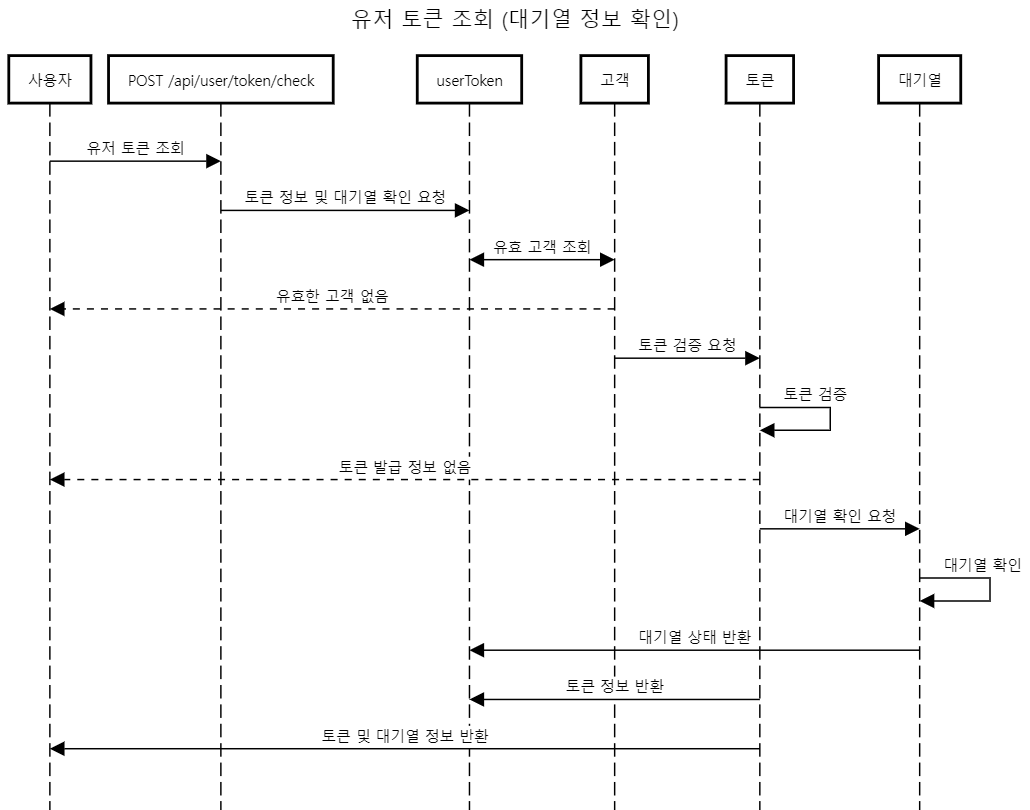 유저 토큰 조회 (대기열 정보 확인)
사용자
POST /api/user/token/check
userToken
고객
토큰
대기열
유저 토큰 조회
토큰 정보 및 대기열 확인 요청
유효 고객 조회
유효한 고객 없음
토큰 검증 요청
토큰 검증
토큰 발급 정보 없음
대기열 확인 요청
대기열 확인
대기열 상태 반환
토큰 정보 반환
토큰 및 대기열 정보 반환